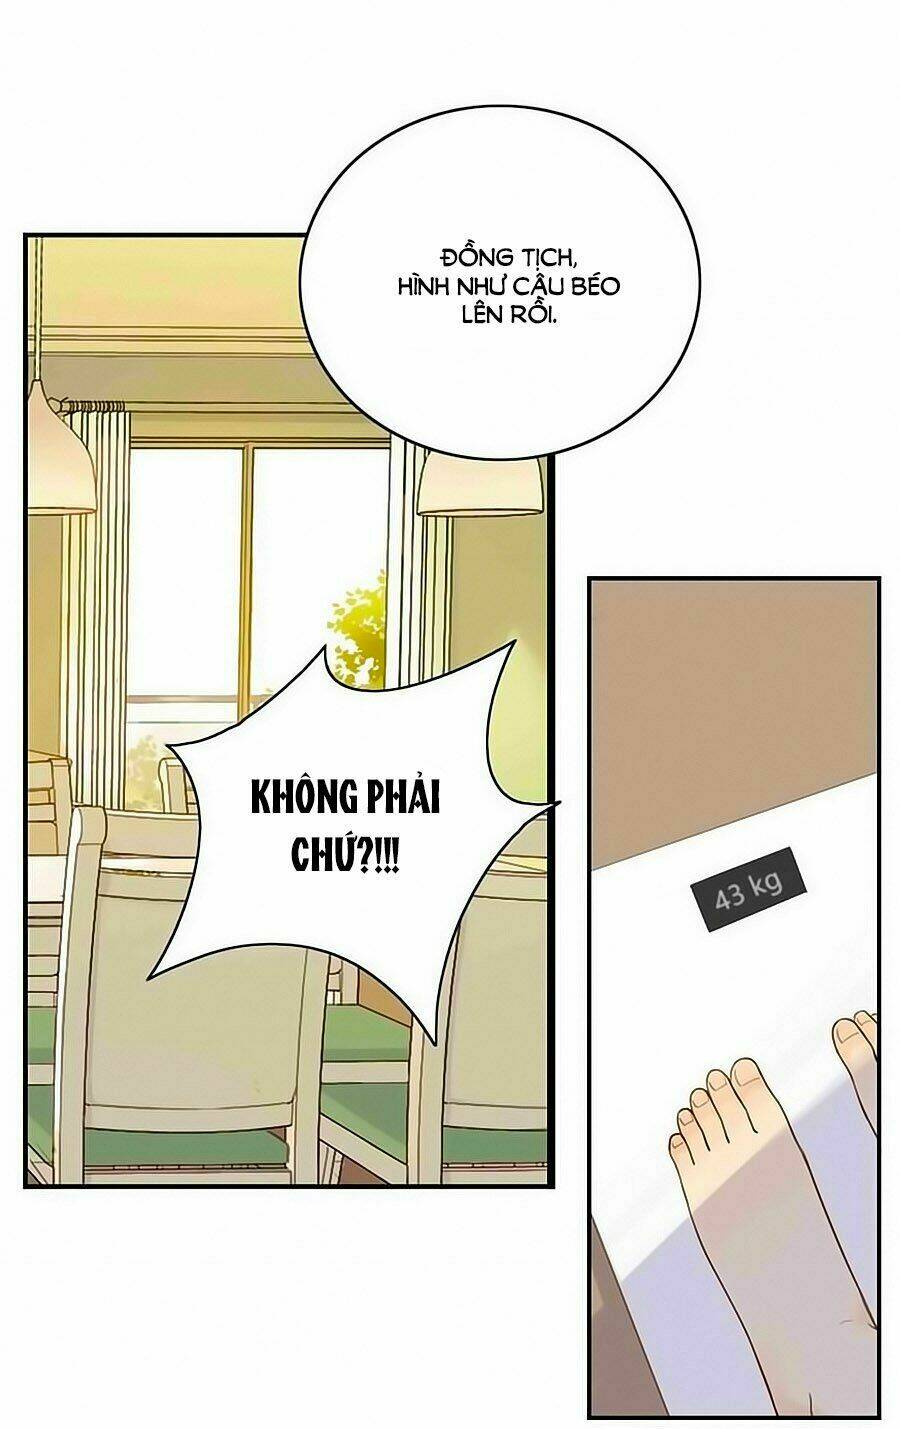 ĐỒNG TỊCH,
HÌNH NHƯ CẬU BÉO
LÊN RỒI.
KHÔNG PHẢI
CHỨ?!!!
43 kg